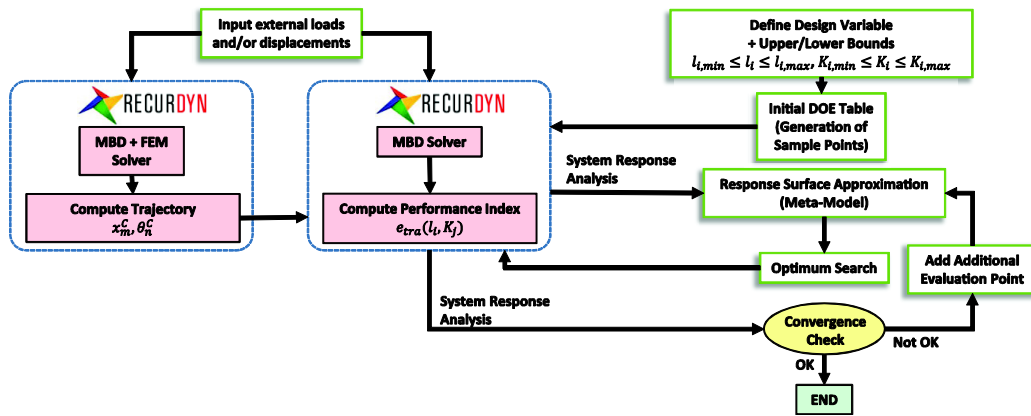 Input external loads
and/or displacements
Define Design Variable
+ Upper/Lower Bounds
l_{i,min} ≤ l_i ≤ l_{i,max}, K_{i,min} ≤ K_i ≤ K_{i,max}
RECURDYN
MBD + FEM
Solver
Compute Trajectory
x_m^C, θ_n^C
RECURDYN
MBD Solver
Compute Performance Index
e_{tra}(l_i, K_j)
Initial DOE Table
(Generation of
Sample Points)
System Response
Analysis
Response Surface Approximation
(Meta-Model)
Optimum Search
Add Additional
Evaluation Point
System Response
Analysis
Convergence
Check
Not OK
OK
END